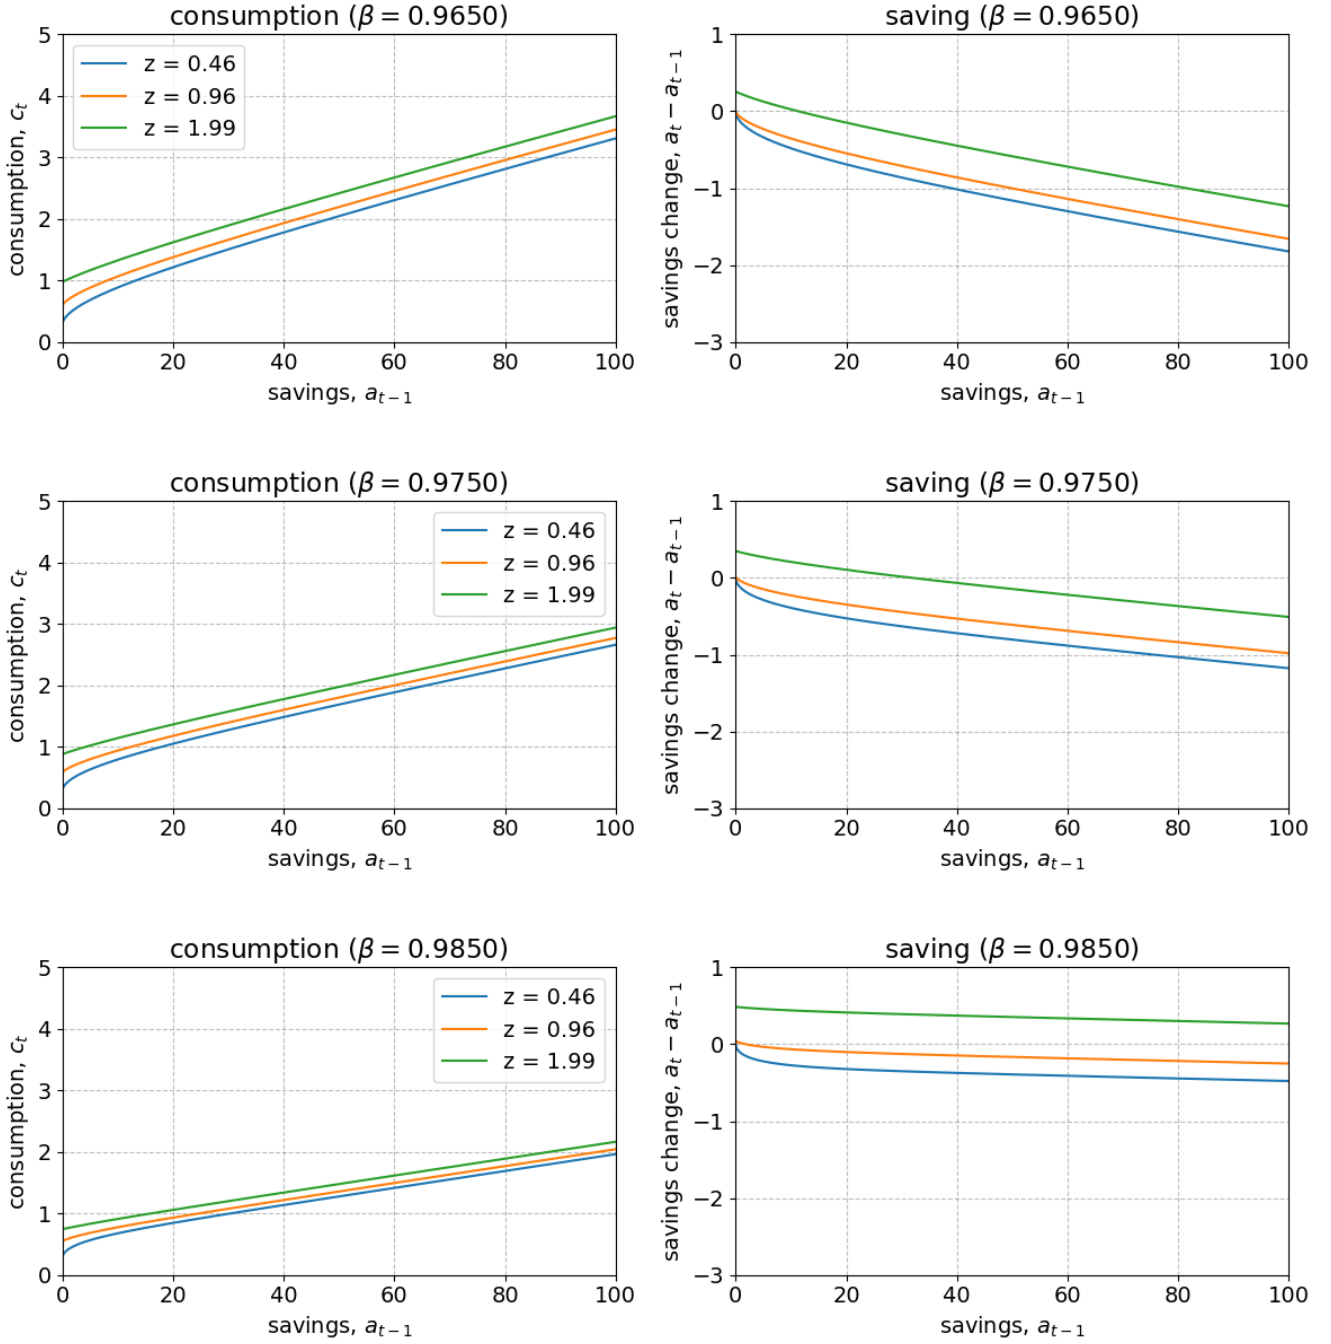 consumption (β = 0.9650)
5
4
3
2
1
0
consumption, c_t
z = 0.46
z = 0.96
z = 1.99
0 20 40 60 80 100
savings, a_{t−1}
saving (β = 0.9650)
1
0
−1
−2
−3
savings change, a_t − a_{t−1}
0 20 40 60 80 100
savings, a_{t−1}
consumption (β = 0.9750)
5
4
3
2
1
0
consumption, c_t
z = 0.46
z = 0.96
z = 1.99
0 20 40 60 80 100
savings, a_{t−1}
saving (β = 0.9750)
1
0
−1
−2
−3
savings change, a_t − a_{t−1}
0 20 40 60 80 100
savings, a_{t−1}
consumption (β = 0.9850)
5
4
3
2
1
0
consumption, c_t
z = 0.46
z = 0.96
z = 1.99
0 20 40 60 80 100
savings, a_{t−1}
saving (β = 0.9850)
1
0
−1
−2
−3
savings change, a_t − a_{t−1}
0 20 40 60 80 100
savings, a_{t−1}